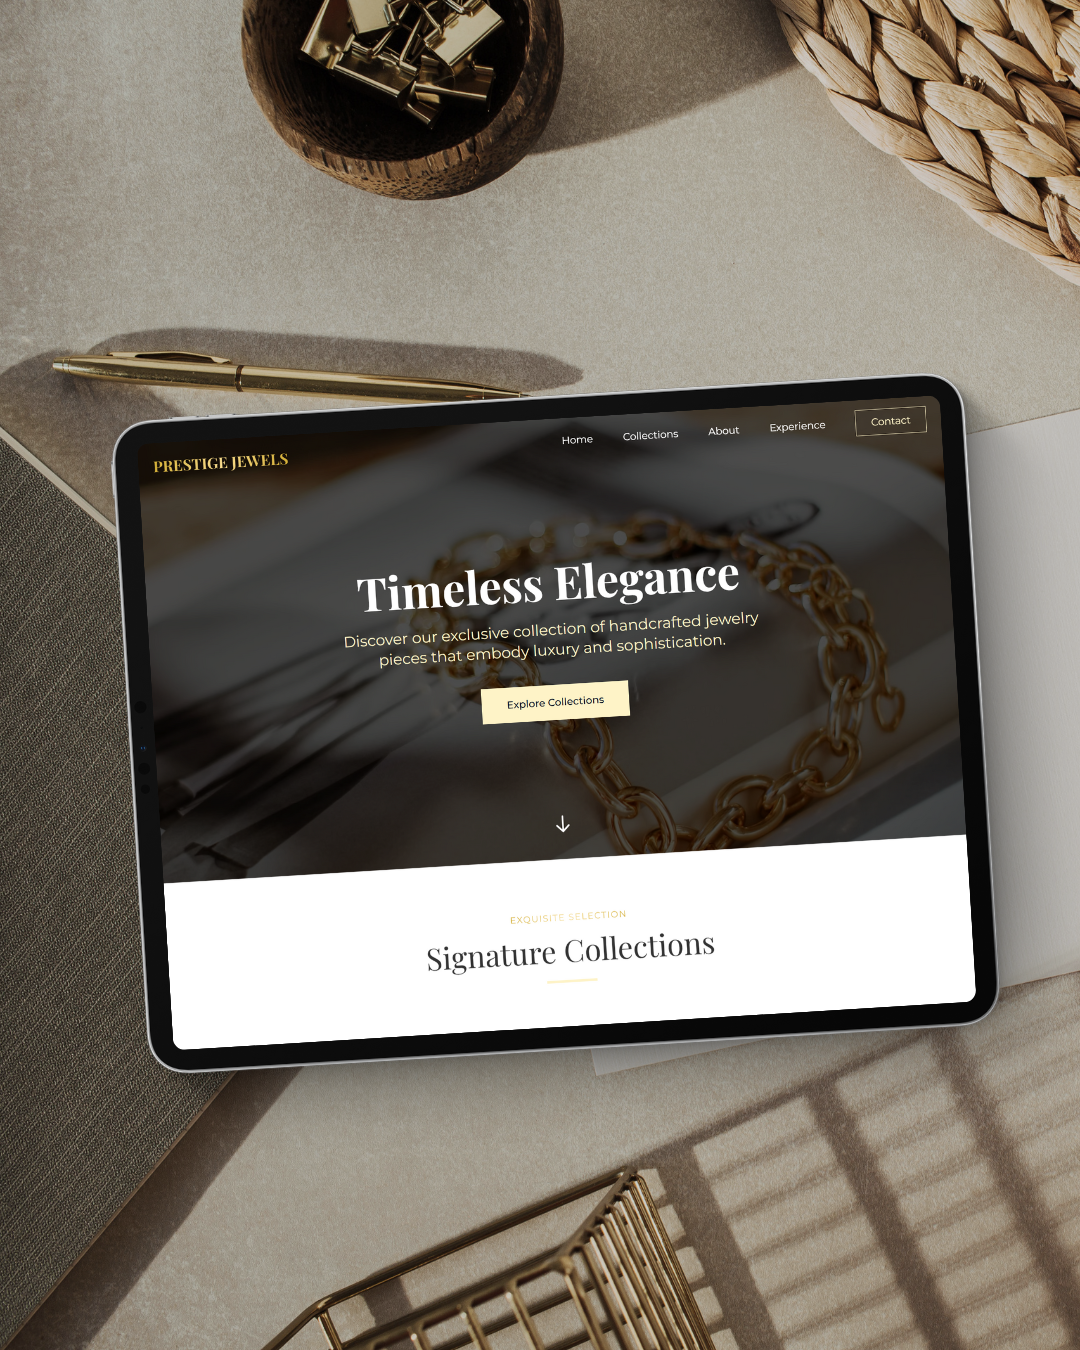 PRESTIGE JEWELS
Home Collections About Experience Contact
Timeless Elegance
Discover our exclusive collection of handcrafted jewelry
pieces that embody luxury and sophistication.
Explore Collections
EXQUISITE SELECTION
Signature Collections